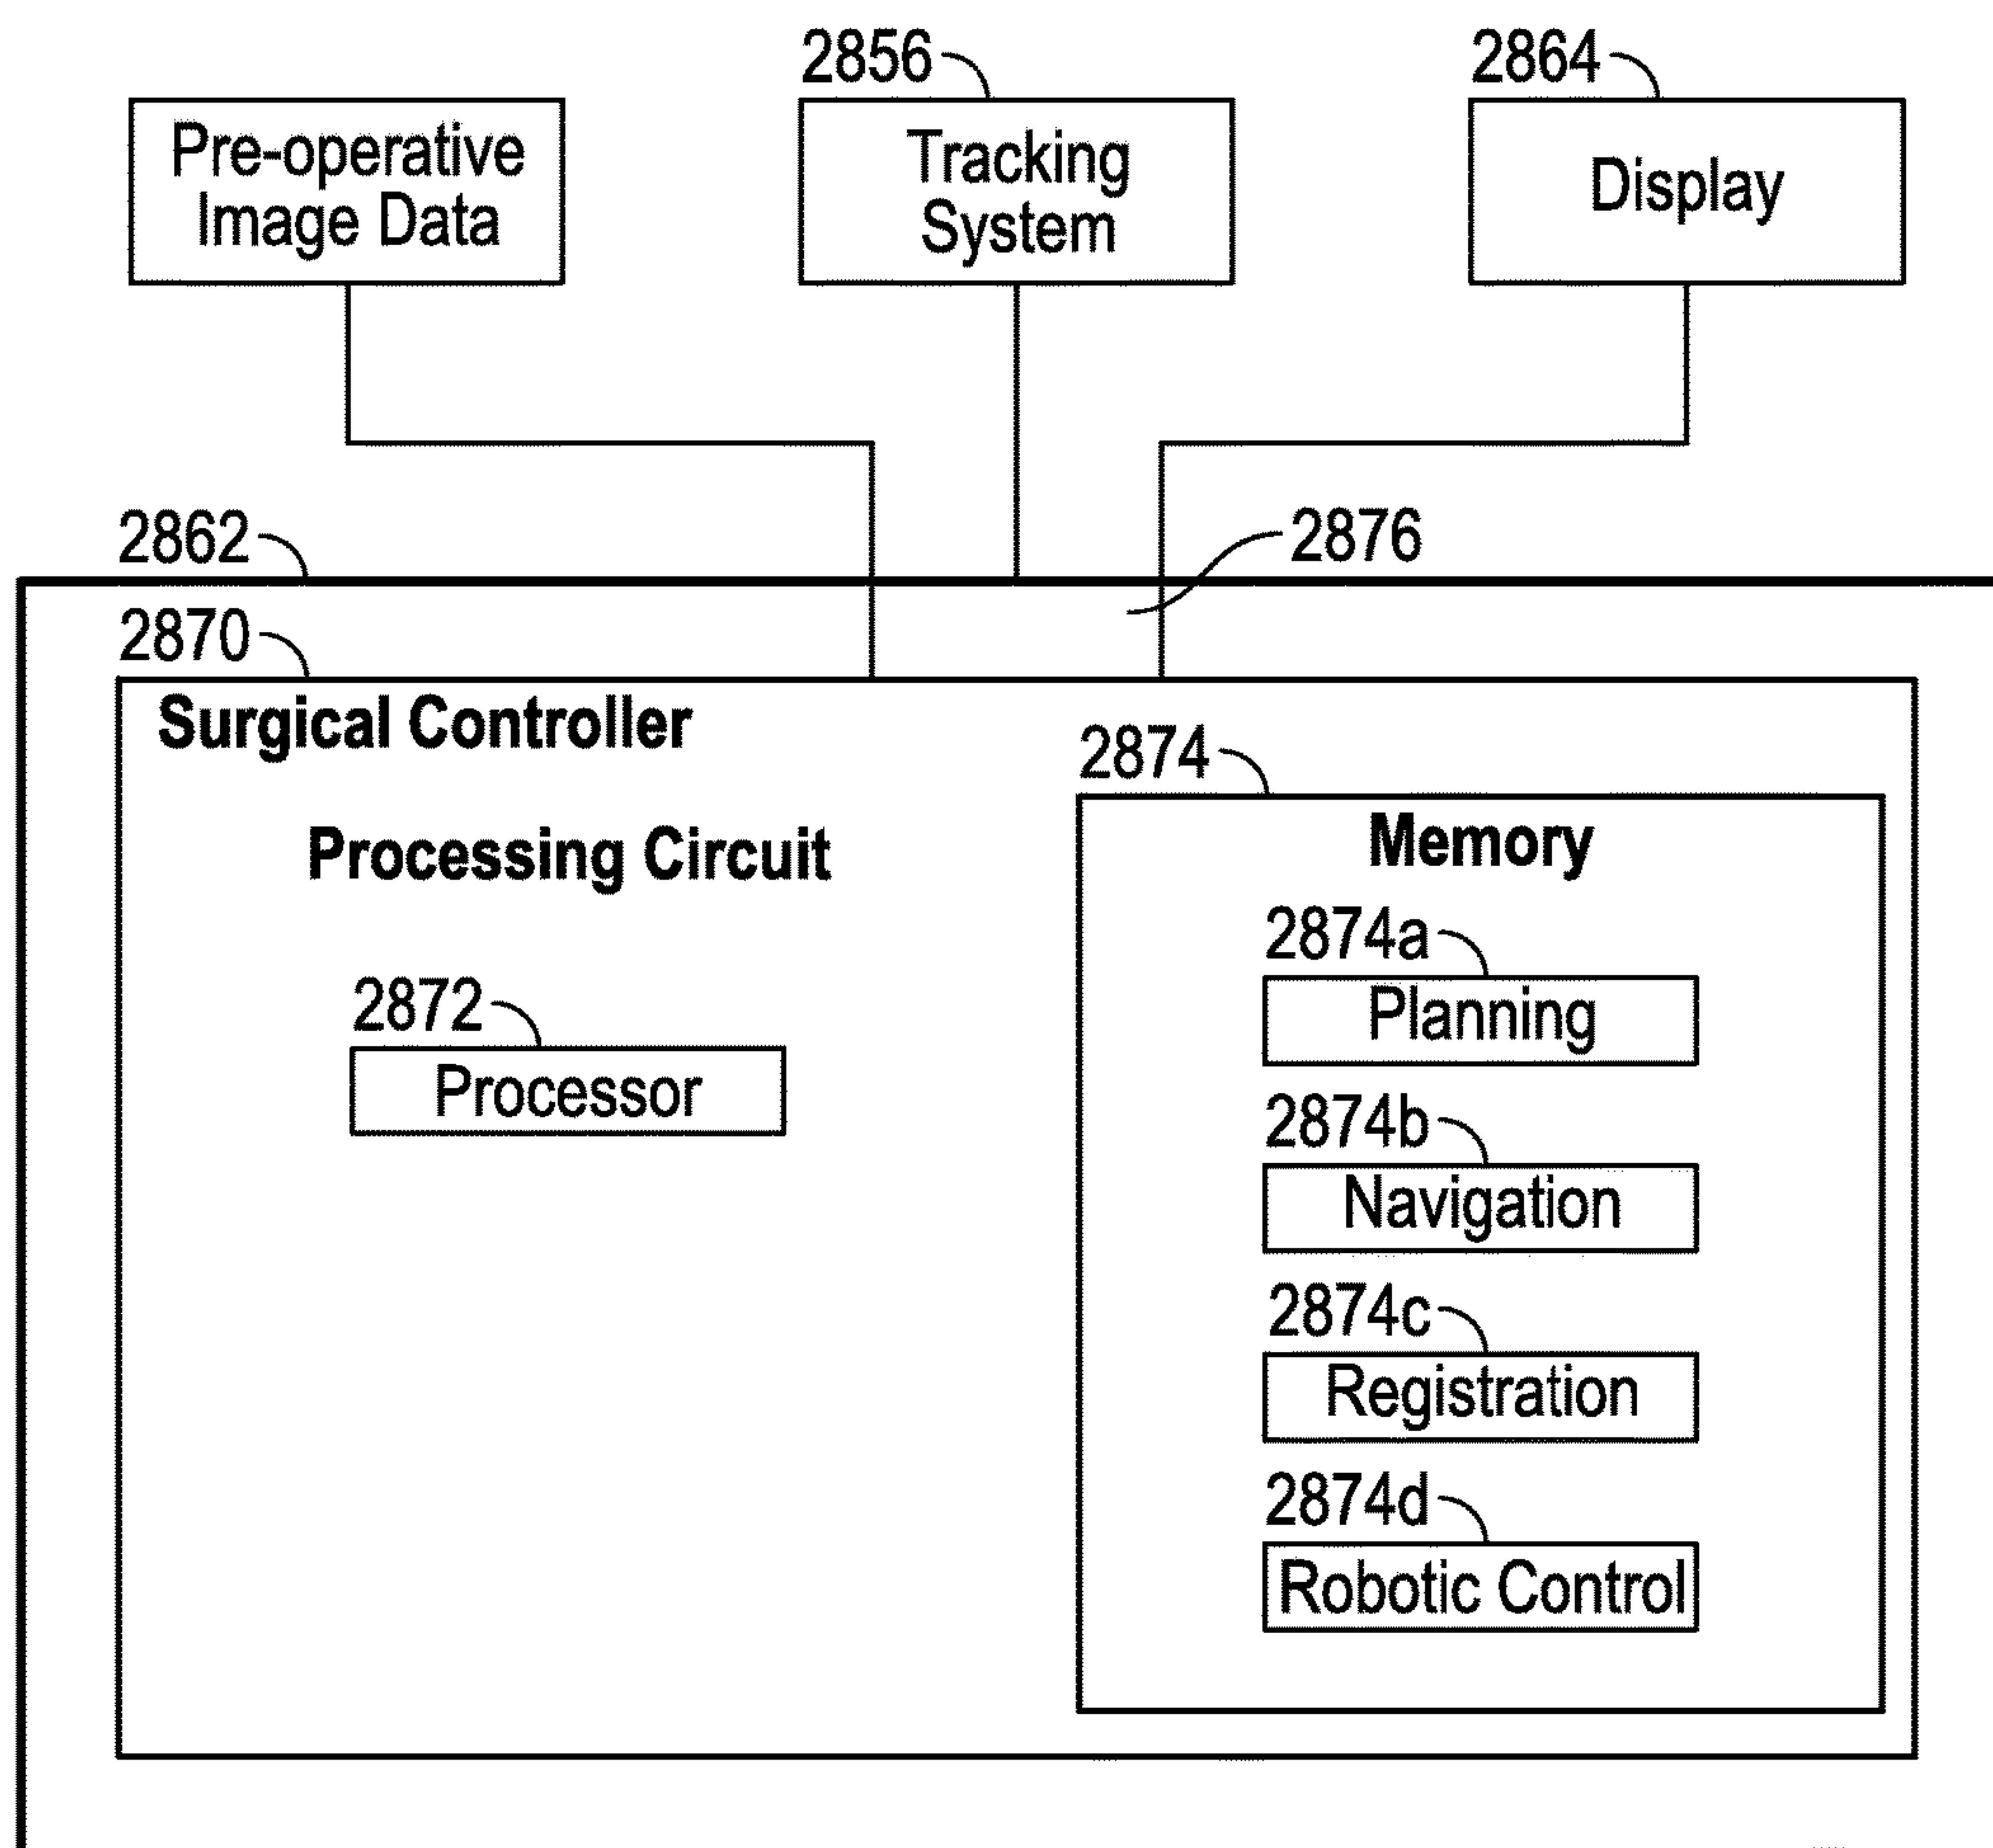 2856
2864
Pre-operative
Image Data
Tracking
System
Display
2862
2876
2870
Surgical Controller
2874
Processing Circuit
Memory
2874a
Planning
2872
Processor
2874b
Navigation
2874c
Registration
2874d
Robotic Control